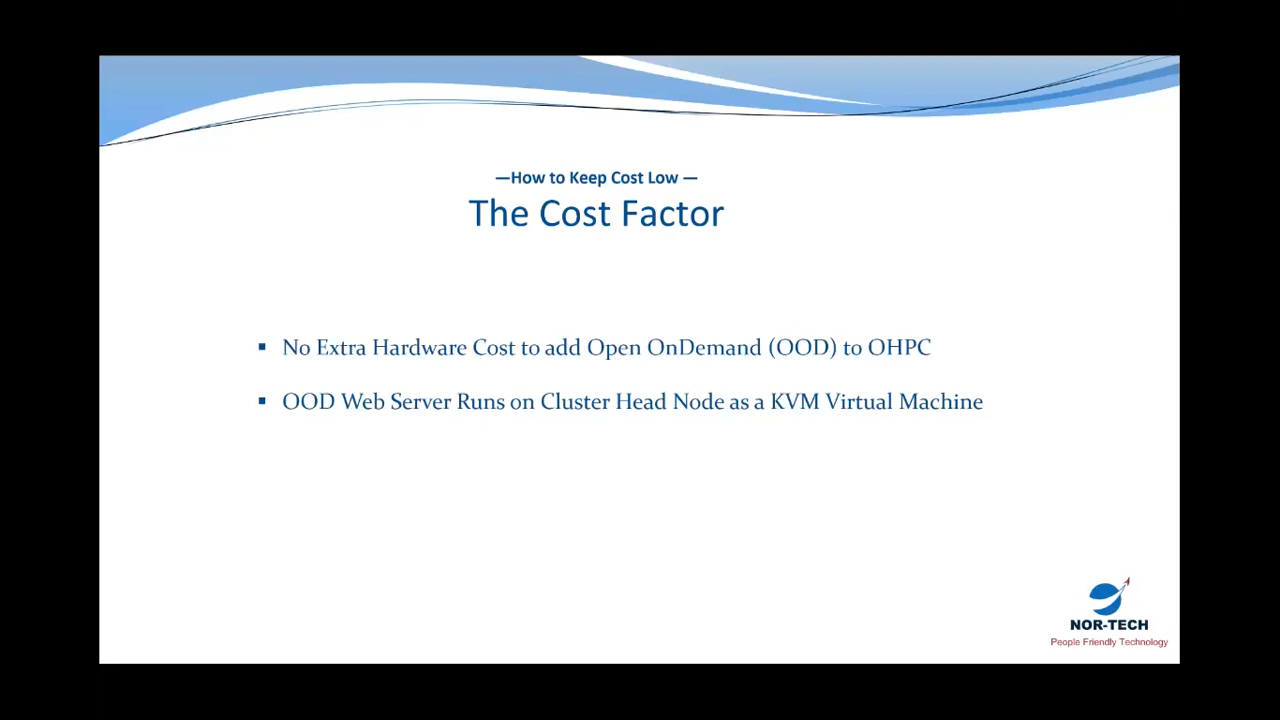 —How to Keep Cost Low —
The Cost Factor
▪ No Extra Hardware Cost to add Open OnDemand (OOD) to OHPC
▪ OOD Web Server Runs on Cluster Head Node as a KVM Virtual Machine
NOR-TECH
People Friendly Technology